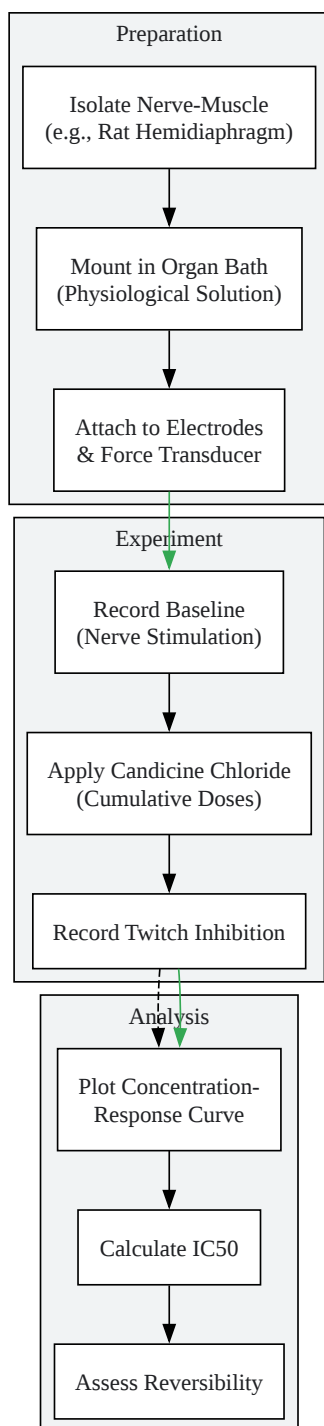 Preparation
Isolate Nerve-Muscle
(e.g., Rat Hemidiaphragm)
Mount in Organ Bath
(Physiological Solution)
Attach to Electrodes
& Force Transducer
Experiment
Record Baseline
(Nerve Stimulation)
Apply Candicine Chloride
(Cumulative Doses)
Record Twitch Inhibition
Analysis
Plot Concentration-
Response Curve
Calculate IC50
Assess Reversibility